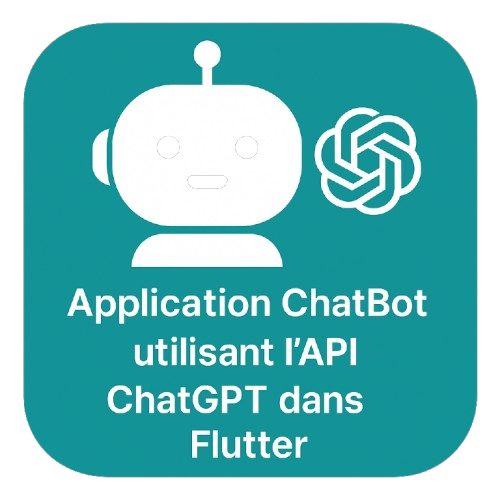 Application ChatBot
utilisant l’API
ChatGPT dans
Flutter